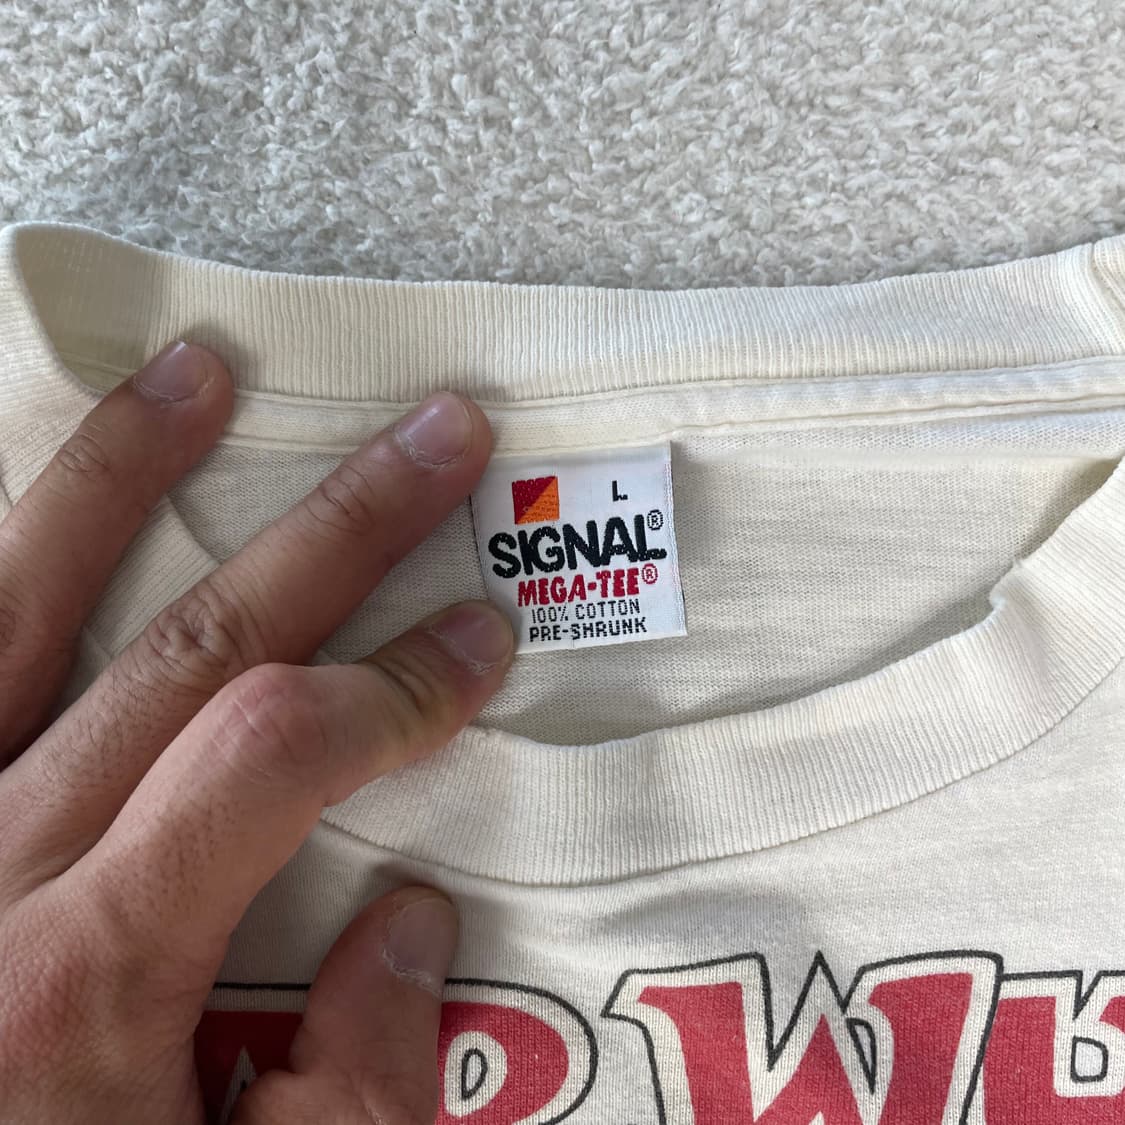 L
SIGNAL®
MEGA-TEE®
100% COTTON
PRE-SHRUNK